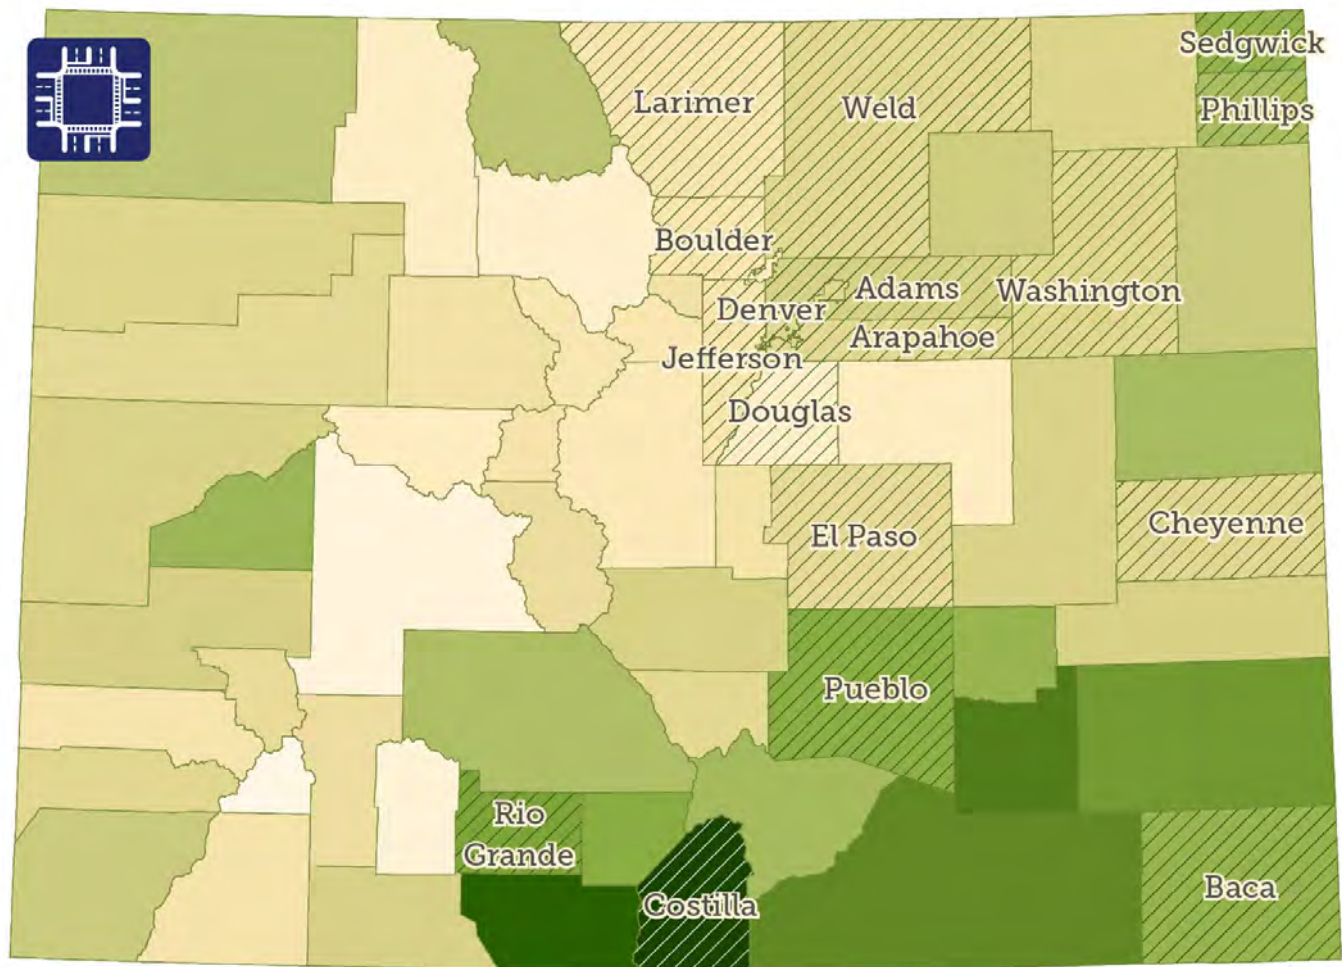 Sedgwick
Larimer
Weld
Phillips
Boulder
Adams
Washington
Denver
Arapahoe
Jefferson
Douglas
El Paso
Cheyenne
Pueblo
Rio
Grande
Costilla
Baca